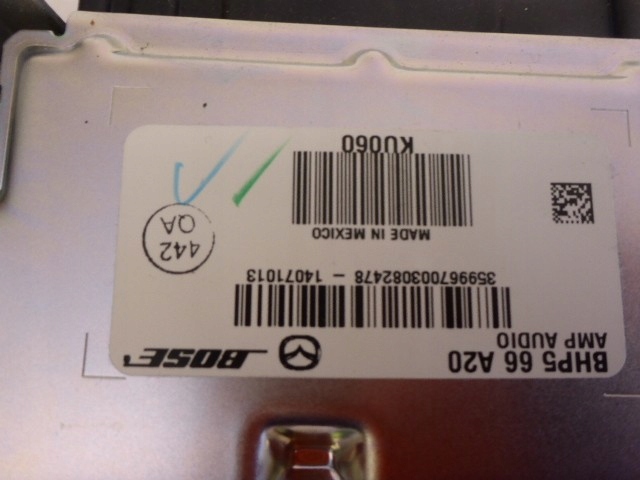 BHP5 66 A20
AMP AUDIO
BOSE
359967003082478 - 14071013
MADE IN MEXICO
KU060
442
QA